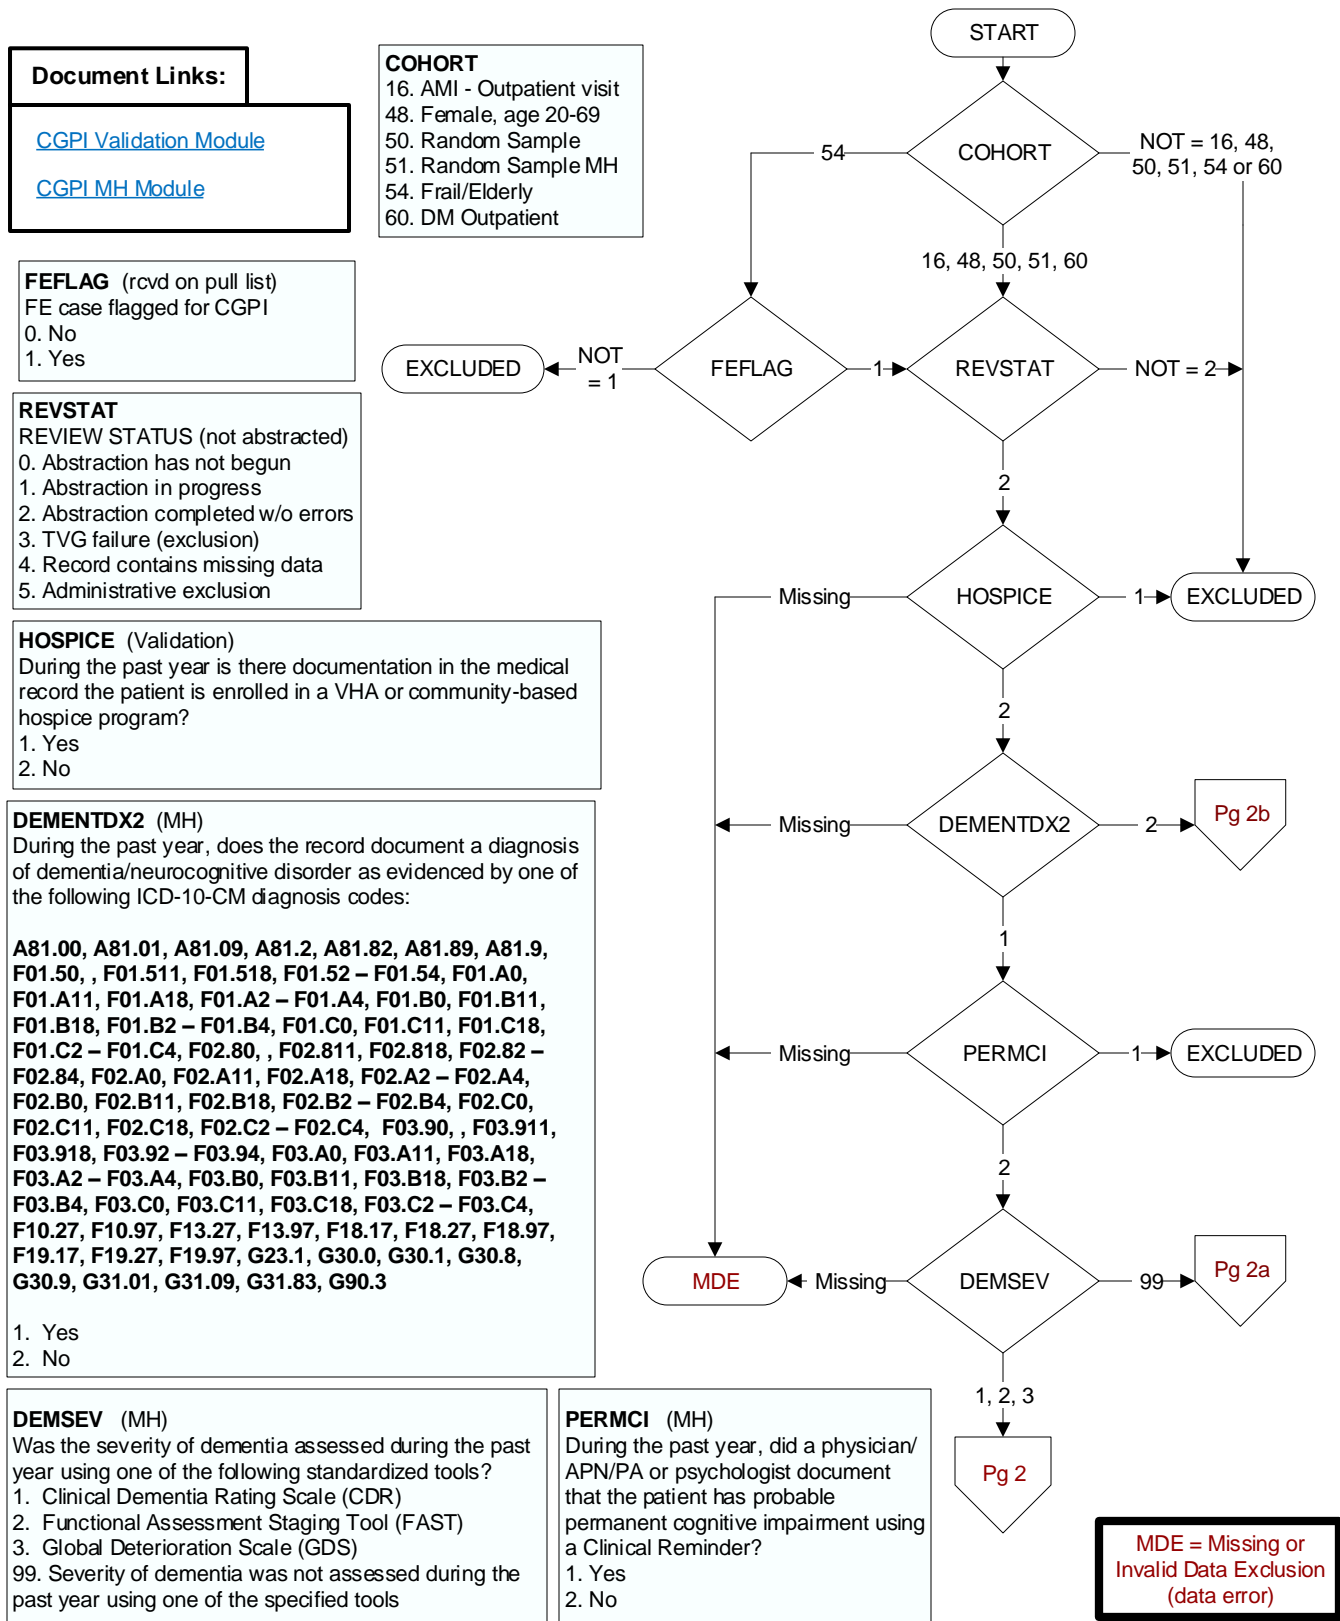 Document Links:
CGPI Validation Module
CGPI MH Module
COHORT
16. AMI - Outpatient visit
48. Female, age 20-69
50. Random Sample
51. Random Sample MH
54. Frail/Elderly
60. DM Outpatient
FEFLAG (rcvd on pull list)
FE case flagged for CGPI
0. No
1. Yes
REVSTAT
REVIEW STATUS (not abstracted)
0. Abstraction has not begun
1. Abstraction in progress
2. Abstraction completed w/o errors
3. TVG failure (exclusion)
4. Record contains missing data
5. Administrative exclusion
HOSPICE (Validation)
During the past year is there documentation in the medical
record the patient is enrolled in a VHA or community-based
hospice program?
1. Yes
2. No
DEMENTDX2 (MH)
During the past year, does the record document a diagnosis
of dementia/neurocognitive disorder as evidenced by one of
the following ICD-10-CM diagnosis codes:
A81.00, A81.01, A81.09, A81.2, A81.82, A81.89, A81.9,
F01.50, , F01.511, F01.518, F01.52 – F01.54, F01.A0,
F01.A11, F01.A18, F01.A2 – F01.A4, F01.B0, F01.B11,
F01.B18, F01.B2 – F01.B4, F01.C0, F01.C11, F01.C18,
F01.C2 – F01.C4, F02.80, , F02.811, F02.818, F02.82 –
F02.84, F02.A0, F02.A11, F02.A18, F02.A2 – F02.A4,
F02.B0, F02.B11, F02.B18, F02.B2 – F02.B4, F02.C0,
F02.C11, F02.C18, F02.C2 – F02.C4, F03.90, , F03.911,
F03.918, F03.92 – F03.94, F03.A0, F03.A11, F03.A18,
F03.A2 – F03.A4, F03.B0, F03.B11, F03.B18, F03.B2 –
F03.B4, F03.C0, F03.C11, F03.C18, F03.C2 – F03.C4,
F10.27, F10.97, F13.27, F13.97, F18.17, F18.27, F18.97,
F19.17, F19.27, F19.97, G23.1, G30.0, G30.1, G30.8,
G30.9, G31.01, G31.09, G31.83, G90.3
1. Yes
2. No
DEMSEV (MH)
Was the severity of dementia assessed during the past
year using one of the following standardized tools?
1. Clinical Dementia Rating Scale (CDR)
2. Functional Assessment Staging Tool (FAST)
3. Global Deterioration Scale (GDS)
99. Severity of dementia was not assessed during the
past year using one of the specified tools
PERMCI (MH)
During the past year, did a physician/
APN/PA or psychologist document
that the patient has probable
permanent cognitive impairment using
a Clinical Reminder?
1. Yes
2. No
START
COHORT
54
NOT = 16, 48,
50, 51, 54 or 60
16, 48, 50, 51, 60
EXCLUDED
NOT
= 1
FEFLAG
1
REVSTAT
NOT = 2
2
Missing
HOSPICE
1
EXCLUDED
2
Missing
DEMENTDX2
2
Pg 2b
1
Missing
PERMCI
1
EXCLUDED
2
MDE
Missing
DEMSEV
99
Pg 2a
1, 2, 3
Pg 2
MDE = Missing or
Invalid Data Exclusion
(data error)